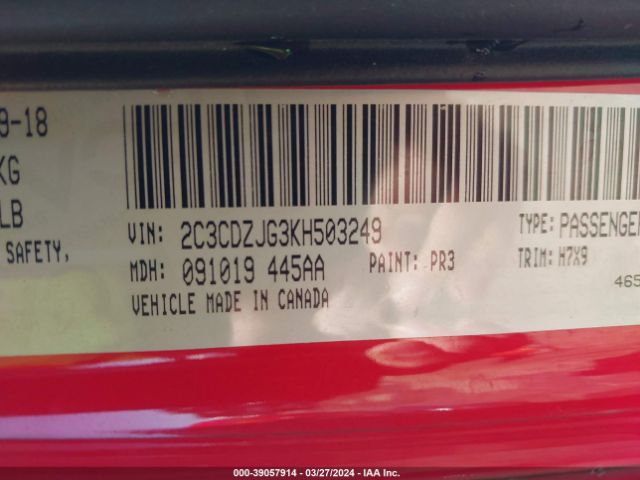 9-18
KG
LB
SAFETY,
VIN: 2C3CDZJG3KH503249
TYPE: PASSENGER
MDH: 091019 445AA
PAINT: PR3
TRIM: H7X9
VEHICLE MADE IN CANADA
465
000-39057914 - 03/27/2024 - IAA Inc.